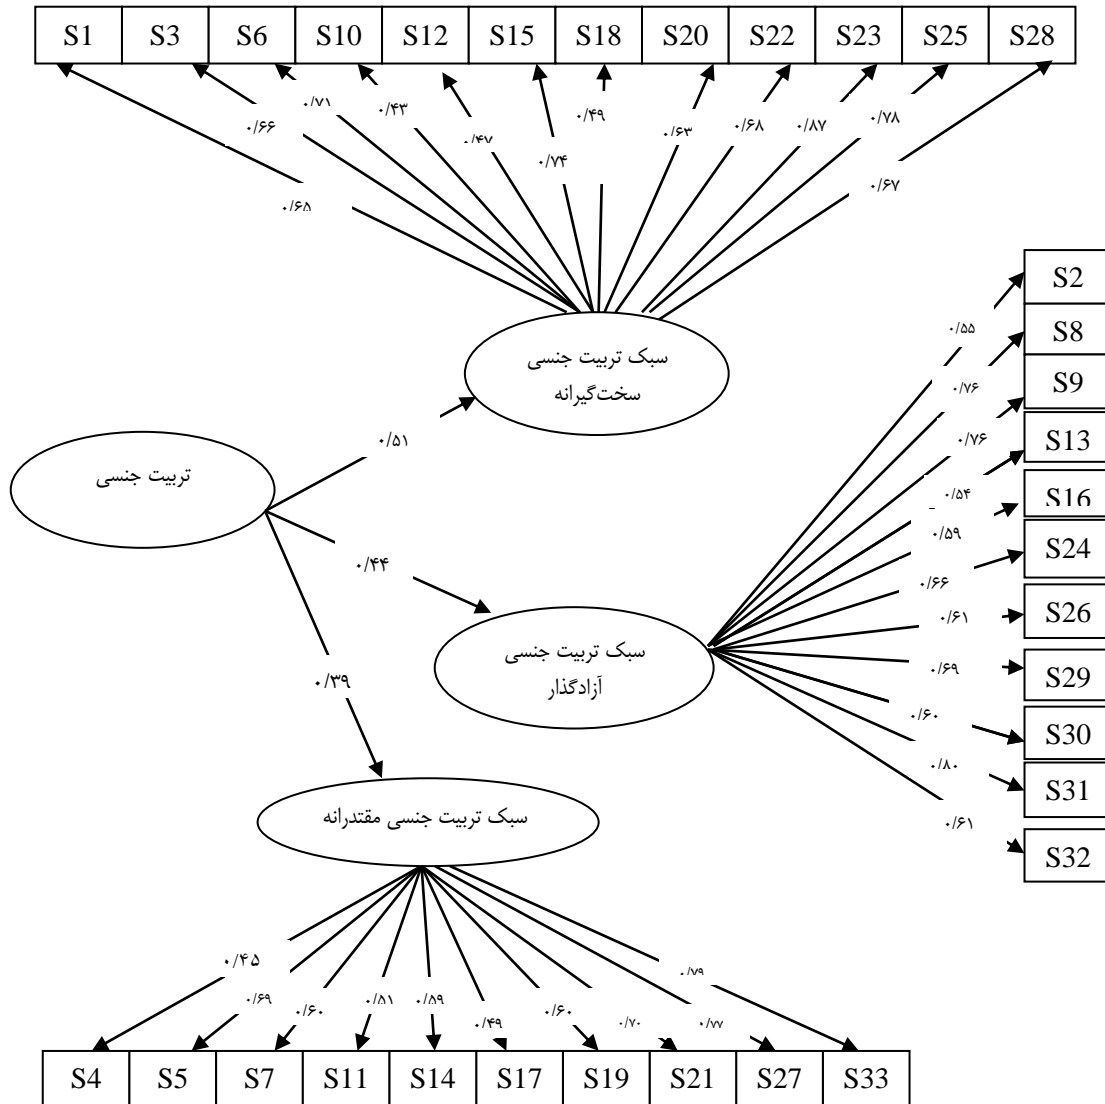 S1 S3 S6 S10 S12 S15 S18 S20 S22 S23 S25 S28
۰/۶۵
۰/۶۶
۰/۷۱
۰/۴۳
۰/۴۷
۰/۷۴
۰/۴۹
۰/۶۳
۰/۶۸
۰/۸۷
۰/۷۸
۰/۶۷
سبک تربیت جنسی
سخت‌گیرانه
تربیت جنسی
۰/۵۱
۰/۴۴
۰/۳۹
سبک تربیت جنسی
آزادگذار
S2
S8
S9
S13
S16
S24
S26
S29
S30
S31
S32
۰/۵۵
۰/۷۶
۰/۷۶
۰/۵۴
۰/۵۹
۰/۶۶
۰/۶۱
۰/۶۹
۰/۶۰
۰/۸۰
۰/۶۱
سبک تربیت جنسی مقتدرانه
۰/۴۵
۰/۶۹
۰/۶۰
۰/۵۱
۰/۵۹
۰/۴۹
۰/۶۰
۰/۷۰
۰/۷۷
۰/۷۹
S4 S5 S7 S11 S14 S17 S19 S21 S27 S33